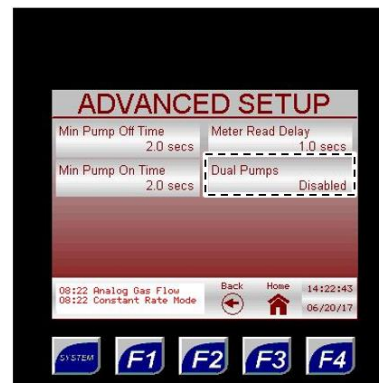 ADVANCED SETUP
Min Pump Off Time
2.0 secs
Meter Read Delay
1.0 secs
Min Pump On Time
2.0 secs
Dual Pumps
Disabled
08:22 Analog Gas Flow
08:22 Constant Rate Mode
Back
Home
14:22:43
06/20/17
SYSTEM
F1
F2
F3
F4